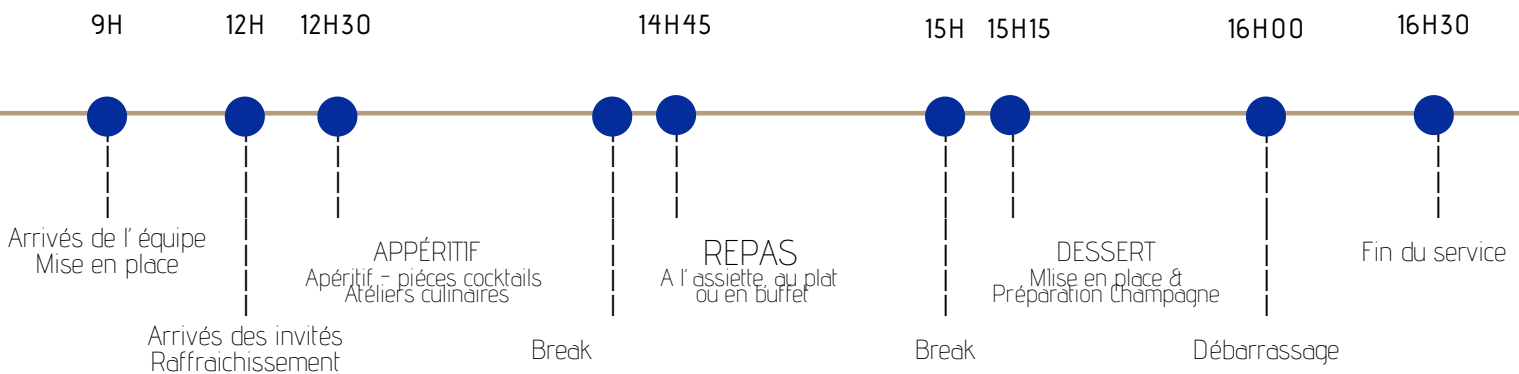 9H
12H
12H30
14H45
15H
15H15
16H00
16H30
Arrivés de l'équipe
Mise en place
Arrivés des invités
Raffraichissement
APPÉRITIF
Apéritif - piéces cocktails
Atéliers culinaires
Break
REPAS
A l'assiette, au plat
ou en buffet
Break
DESSERT
MIise en place &
Préparation Champagne
Débarrassage
Fin du service